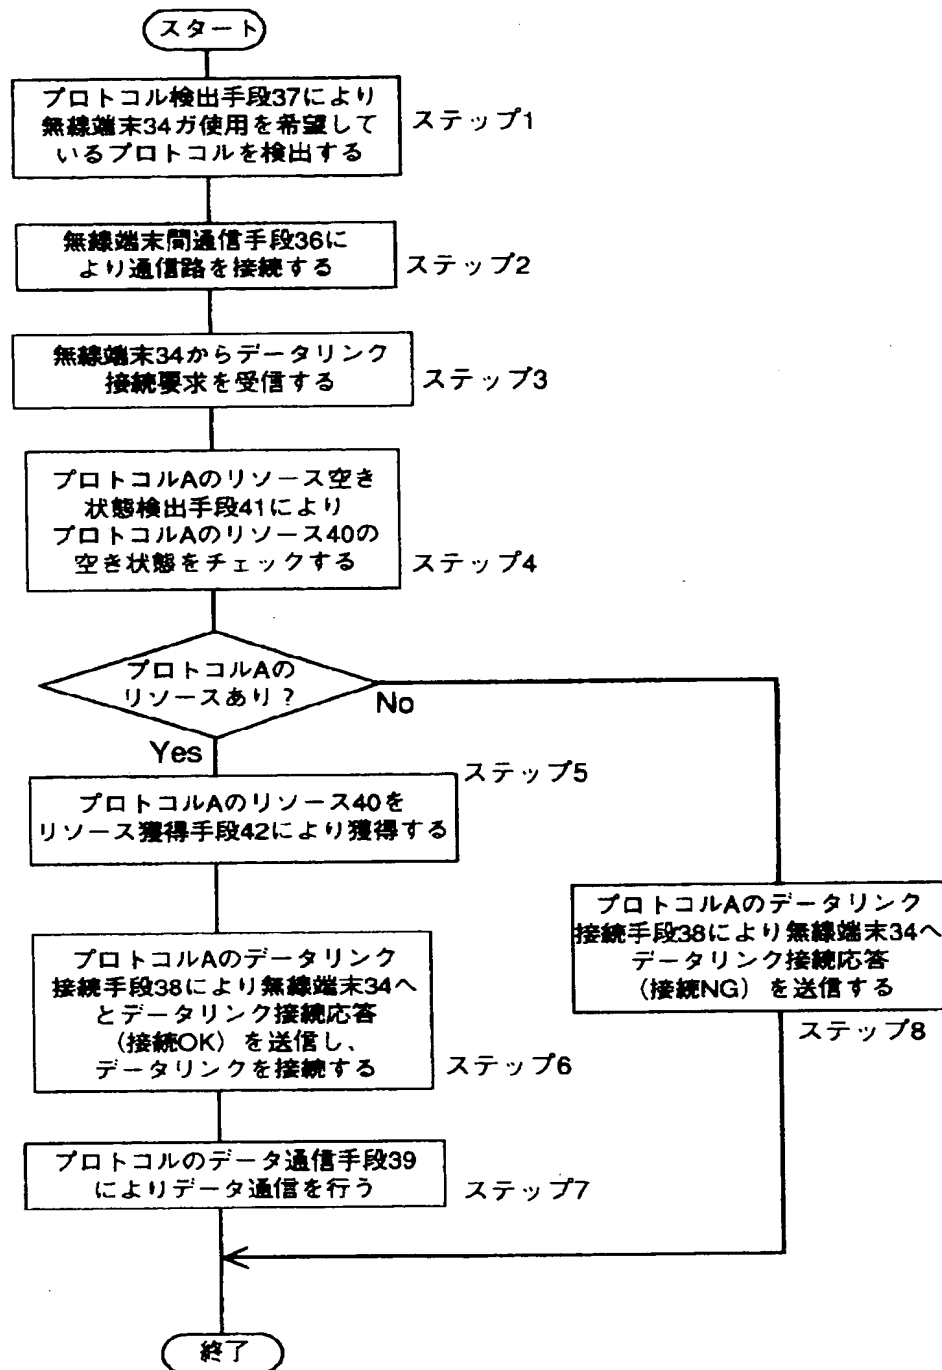 スタート
プロトコル検出手段37により
無線端末34ガ使用を希望して
いるプロトコルを検出する
ステップ1
無線端末間通信手段36に
より通信路を接続する
ステップ2
無線端末34からデータリンク
接続要求を受信する
ステップ3
プロトコルAのリソース空き
状態検出手段41により
プロトコルAのリソース40の
空き状態をチェックする
ステップ4
プロトコルAの
リソースあり？
No
Yes
ステップ5
プロトコルAのリソース40を
リソース獲得手段42により獲得する
プロトコルAのデータリンク
接続手段38により無線端末34へ
とデータリンク接続応答
（接続OK）を送信し、
データリンクを接続する
ステップ6
プロトコルAのデータリンク
接続手段38により無線端末34へ
データリンク接続応答
（接続NG）を送信する
ステップ8
プロトコルのデータ通信手段39
によりデータ通信を行う
ステップ7
終了